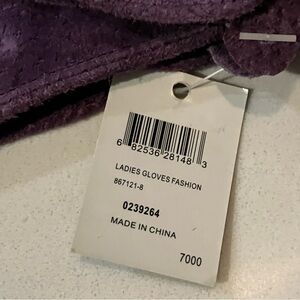 6 82536 28148 3
LADIES GLOVES FASHION
867121-8
0239264
MADE IN CHINA
7000